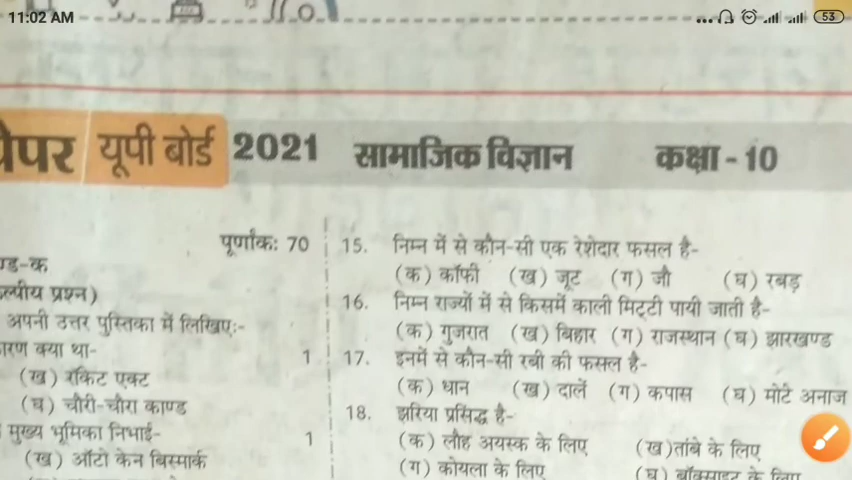 11:02 AM
53
पेपर यूपी बोर्ड 2021 सामाजिक विज्ञान कक्षा - 10
पूर्णांक: 70
ण्ड-क
ल्पीय प्रश्न)
अपनी उत्तर पुस्तिका में लिखिए:-
ारण क्या था- 1
(ख) रॉकेट एक्ट
(घ) चौरी-चौरा काण्ड
मुख्य भूमिका निभाई- 1
(ख) ऑटो केन बिस्मार्क
15. निम्न में से कौन-सी एक रेशेदार फसल है-
(क) कॉफी (ख) जूट (ग) जौ (घ) रबड़
16. निम्न राज्यों में से किसमें काली मिट्टी पायी जाती है-
(क) गुजरात (ख) बिहार (ग) राजस्थान (घ) झारखण्ड
17. इनमें से कौन-सी रबी की फसल है-
(क) धान (ख) दालें (ग) कपास (घ) मोटे अनाज
18. झरिया प्रसिद्ध है-
(क) लौह अयस्क के लिए (ख)तांबे के लिए
(ग) कोयला के लिए (घ) बॉक्साइट के लिए